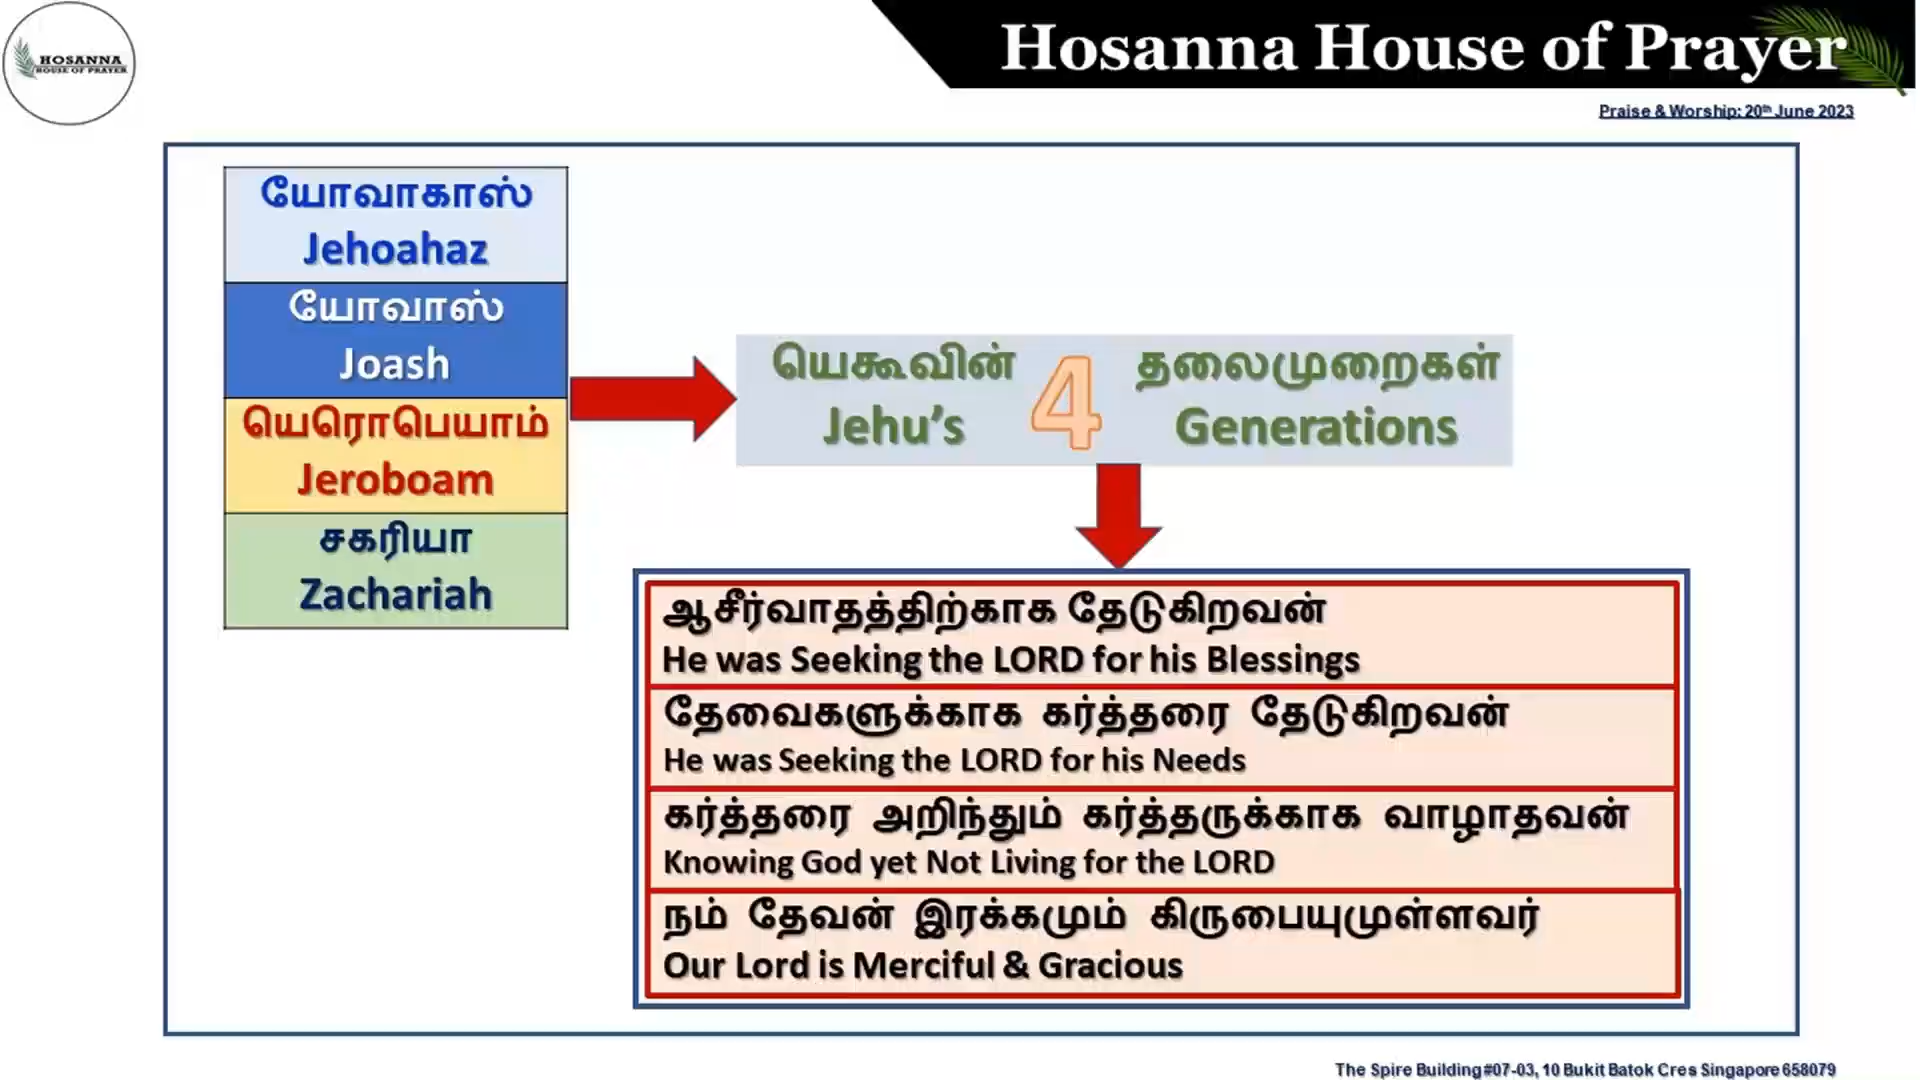 HOSANNA
HOUSE OF PRAYER
Hosanna House of Prayer
Praise & Worship: 20th June 2023
யோவாகாஸ்
Jehoahaz
யோவாஸ்
Joash
யெரொபெயாம்
Jeroboam
சகரியா
Zachariah
யெகூவின் 4 தலைமுறைகள்
Jehu’s Generations
ஆசீர்வாதத்திற்காக தேடுகிறவன்
He was Seeking the LORD for his Blessings
தேவைகளுக்காக கர்த்தரை தேடுகிறவன்
He was Seeking the LORD for his Needs
கர்த்தரை அறிந்தும் கர்த்தருக்காக வாழாதவன்
Knowing God yet Not Living for the LORD
நம் தேவன் இரக்கமும் கிருபையுமுள்ளவர்
Our Lord is Merciful & Gracious
The Spire Building #07-03, 10 Bukit Batok Cres Singapore 658079